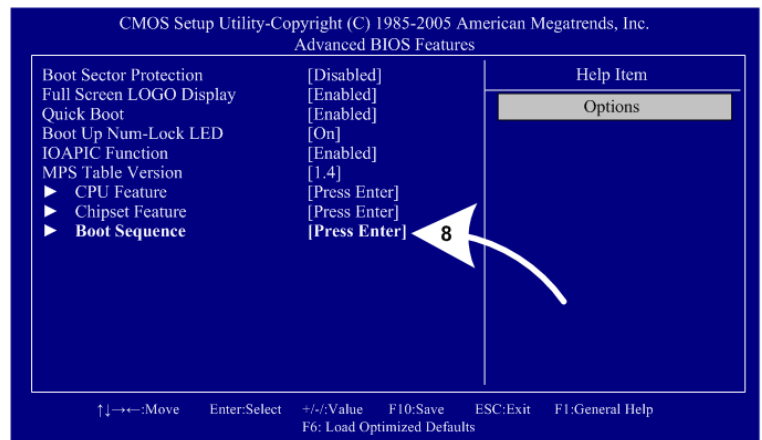 CMOS Setup Utility-Copyright (C) 1985-2005 American Megatrends, Inc.
Advanced BIOS Features
Boot Sector Protection [Disabled]
Full Screen LOGO Display [Enabled]
Quick Boot [Enabled]
Boot Up Num-Lock LED [On]
IOAPIC Function [Enabled]
MPS Table Version [1.4]
► CPU Feature [Press Enter]
► Chipset Feature [Press Enter]
► Boot Sequence [Press Enter]
8
Help Item
Options
↑↓→←:Move Enter:Select +/-/:Value F10:Save ESC:Exit F1:General Help
F6: Load Optimized Defaults